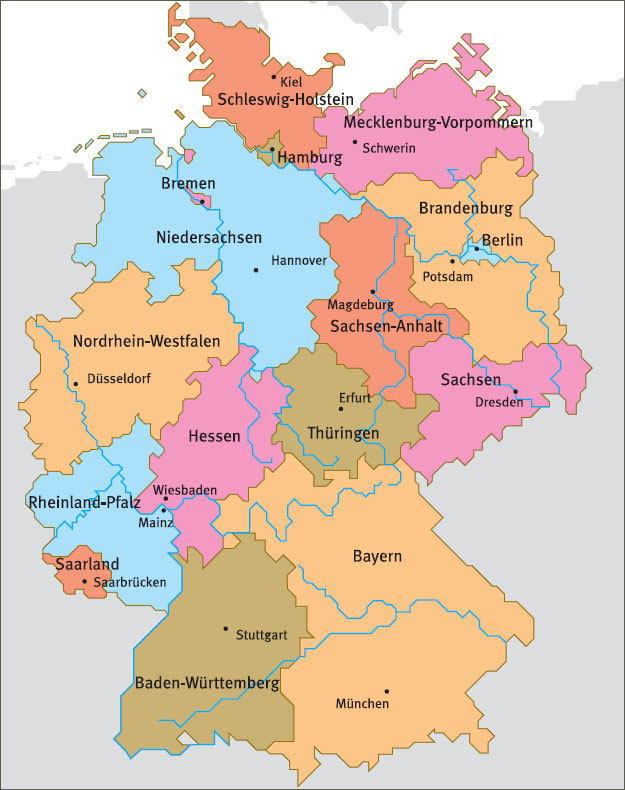 Kiel
Schleswig-Holstein
Mecklenburg-Vorpommern
Schwerin
Hamburg
Bremen
Brandenburg
Niedersachsen
Berlin
Hannover
Potsdam
Magdeburg
Sachsen-Anhalt
Nordrhein-Westfalen
Düsseldorf
Sachsen
Erfurt
Dresden
Hessen
Thüringen
Wiesbaden
Rheinland-Pfalz
Mainz
Bayern
Saarland
Saarbrücken
Stuttgart
Baden-Württemberg
München